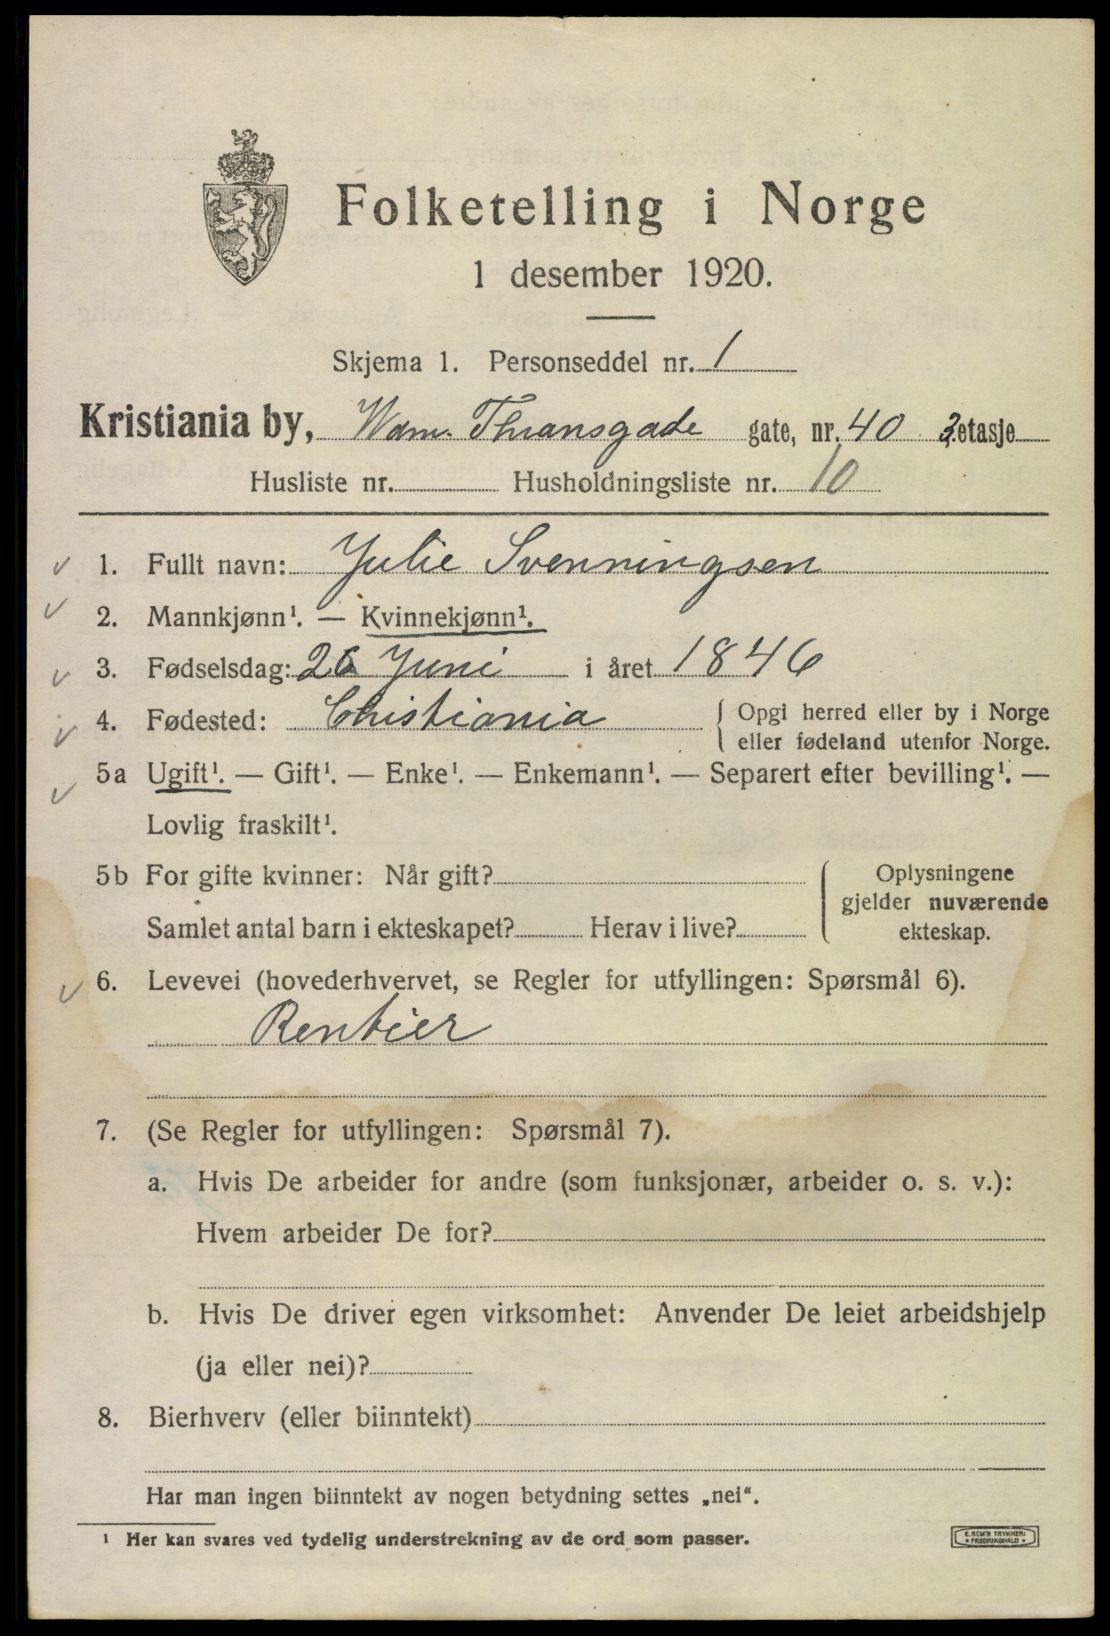 Folketelling i Norge
1 desember 1920.
Skjema 1. Personseddel nr. 1
Kristiania by, Wdm. Thranesgade gate, nr. 40 3. etasje
Husliste nr. Husholdningsliste nr. 10
1. Fullt navn: Julie Svenningsen
2. Mannkjønn¹. — Kvinnekjønn¹.
3. Fødselsdag: 26 Juni i året 1846
4. Fødested: Christiania { Opgi herred eller by i Norge
eller fødeland utenfor Norge.
5a Ugift¹. — Gift¹. — Enke¹. — Enkemann¹. — Separert efter bevilling¹. —
Lovlig fraskilt¹.
5b For gifte kvinner: Når gift? { Oplysningene
gjelder nuværende
Samlet antal barn i ekteskapet? Herav i live? ekteskap.
6. Levevei (hovederhvervet, se Regler for utfyllingen: Spørsmål 6).
Rentier
7. (Se Regler for utfyllingen: Spørsmål 7).
a. Hvis De arbeider for andre (som funksjonær, arbeider o. s. v.):
Hvem arbeider De for?
b. Hvis De driver egen virksomhet: Anvender De leiet arbeidshjelp
(ja eller nei)?
8. Bierhverv (eller biinntekt)
Har man ingen biinntekt av nogen betydning settes „nei“.
¹ Her kan svares ved tydelig understrekning av de ord som passer.
E. SEM'S TRYKKERI
• FREDRIKSHALD •